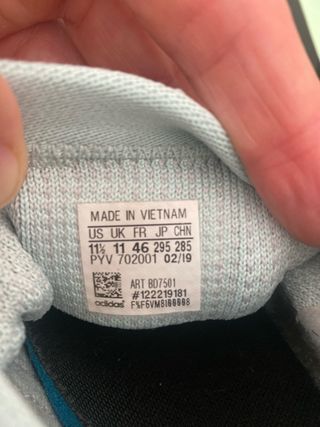 MADE IN VIETNAM
US UK FR JP CHN
11½ 11 46 295 285
PYV 702001 02/19
ART BD7501
#122219181
adidas